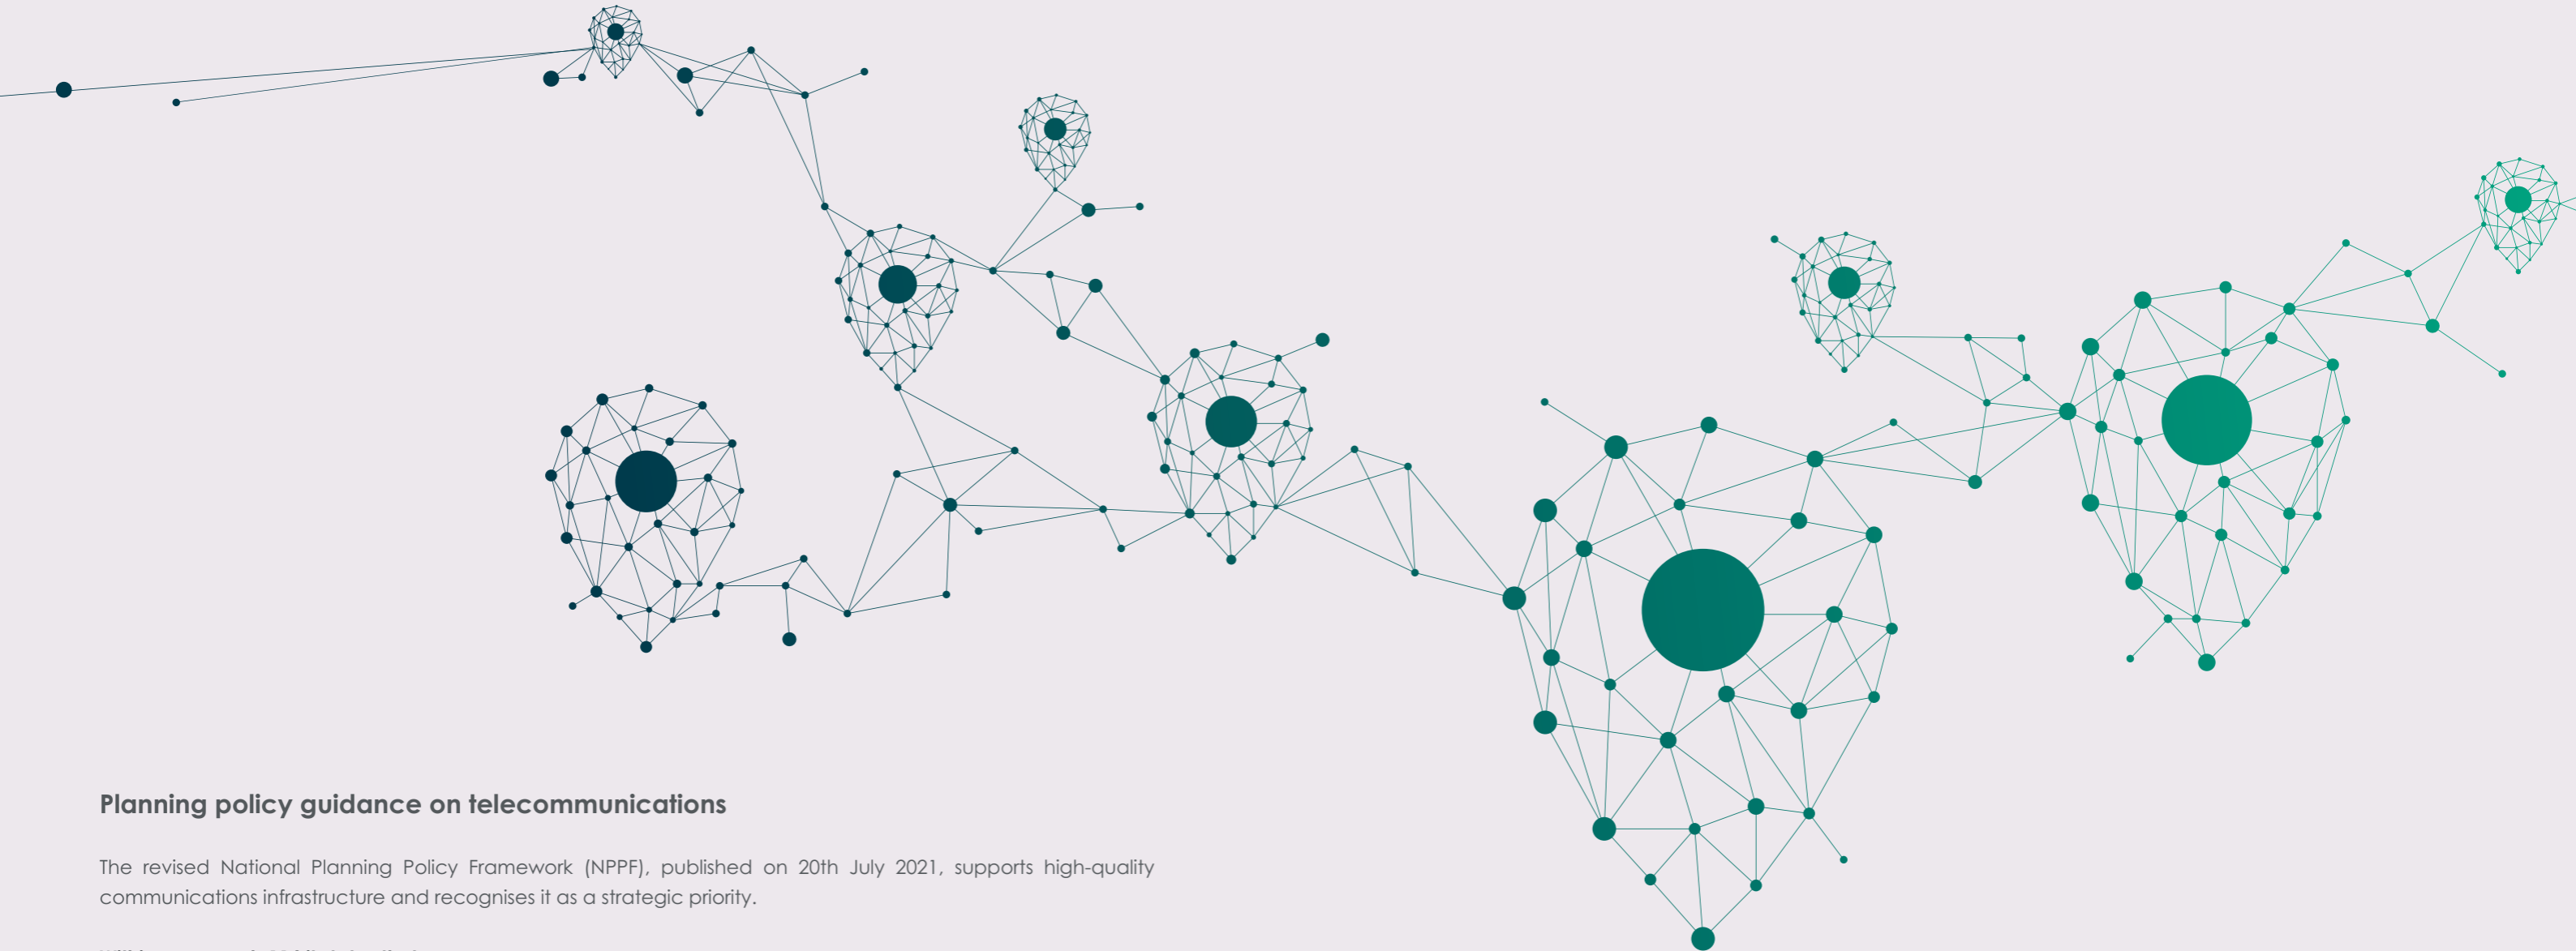 Planning policy guidance on telecommunications
The revised National Planning Policy Framework (NPPF), published on 20th July 2021, supports high-quality
communications infrastructure and recognises it as a strategic priority.